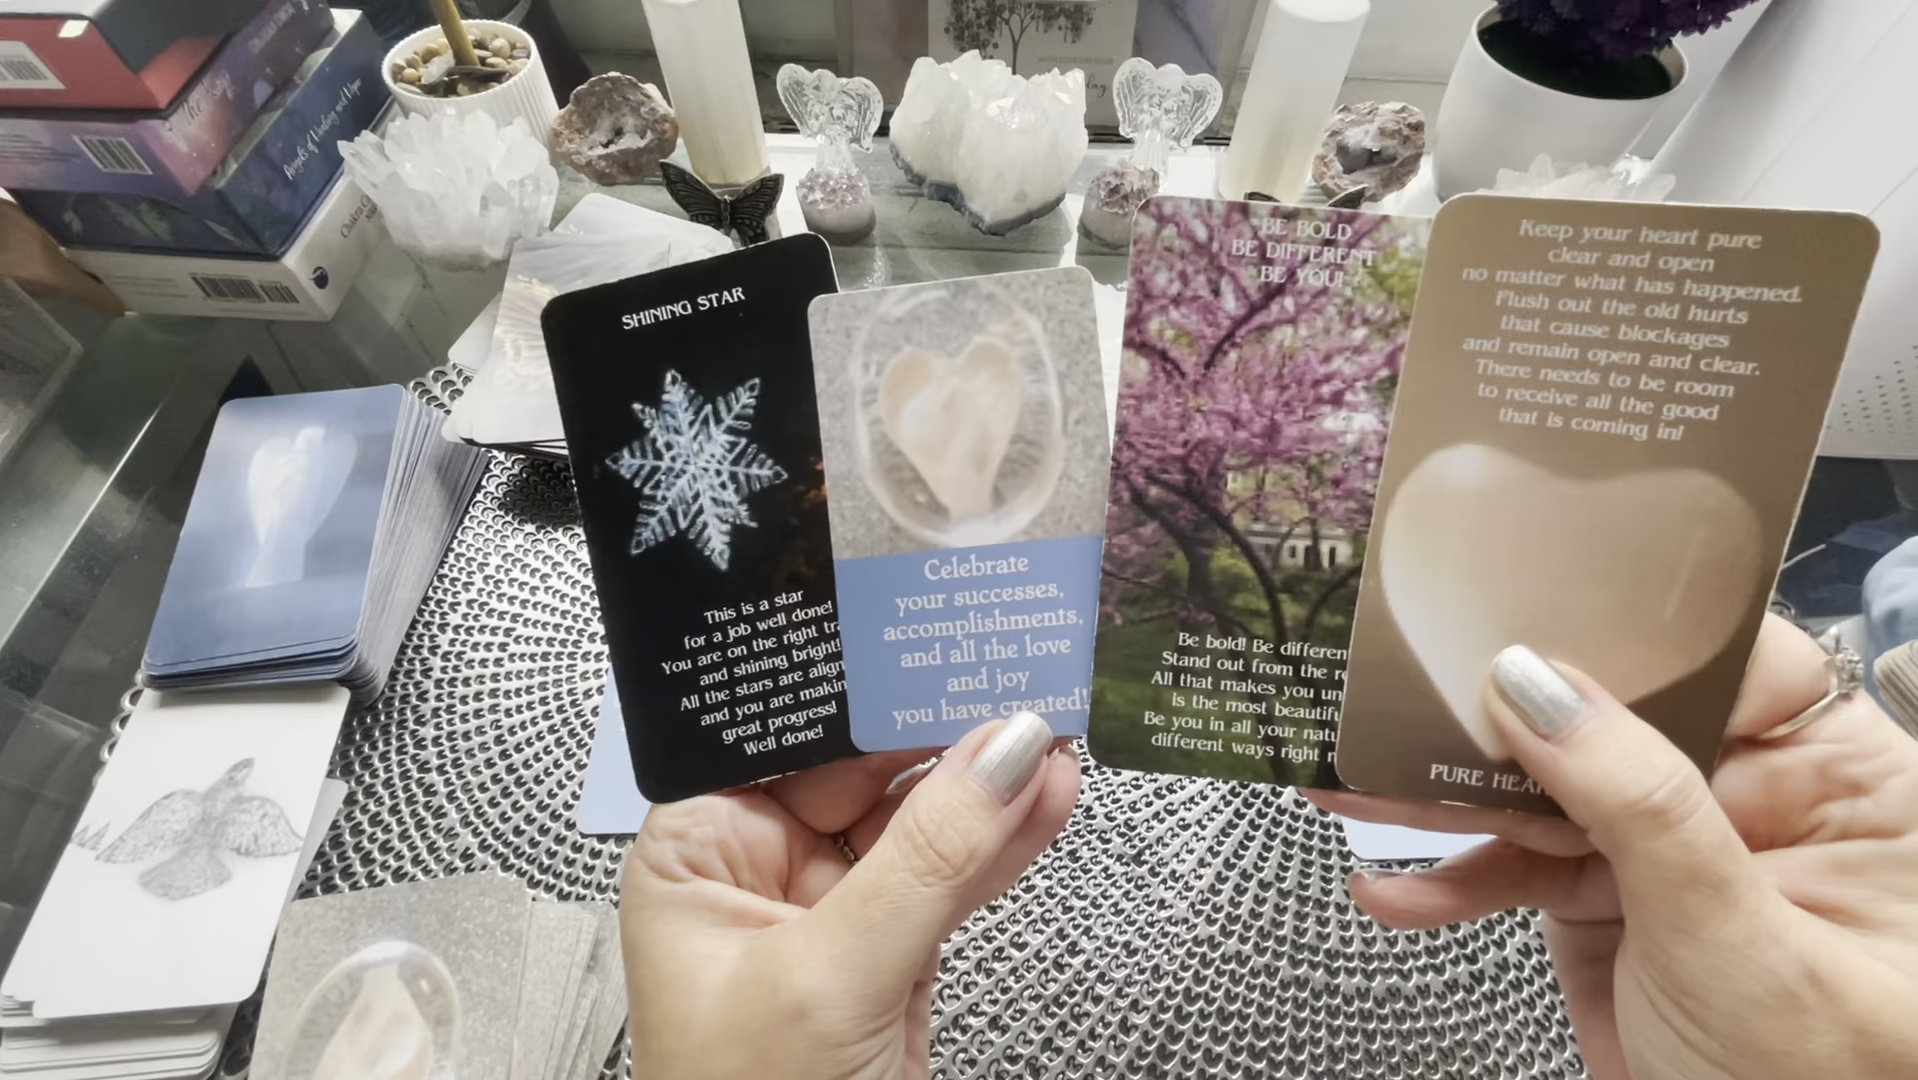 Angels of Healing and Hope
SHINING STAR
This is a star
for a job well done!
You are on the right
and shining bright!
All the stars are
and you are
great progress!
Well done!
Celebrate
your successes,
accomplishments,
and all the love
and joy
you have created!
BE BOLD
BE DIFFERENT
BE YOU!
Be bold! Be
Stand out from the
All that makes you
is the most
Be you in all your
different ways right
Keep your heart pure
clear and open
no matter what has happened.
Flush out the old hurts
that cause blockages
and remain open and clear.
There needs to be room
to receive all the good
that is coming in!
PURE